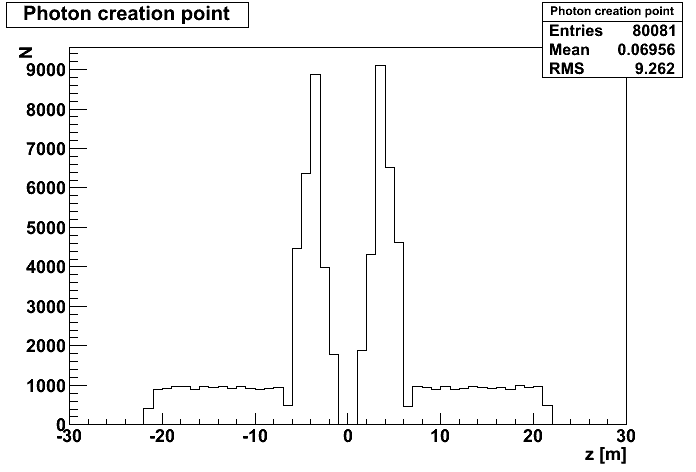 Photon creation point
Photon creation point
Entries 80081
Mean 0.06956
RMS 9.262
N
9000
8000
7000
6000
5000
4000
3000
2000
1000
0
-30 -20 -10 0 10 20 30
z [m]